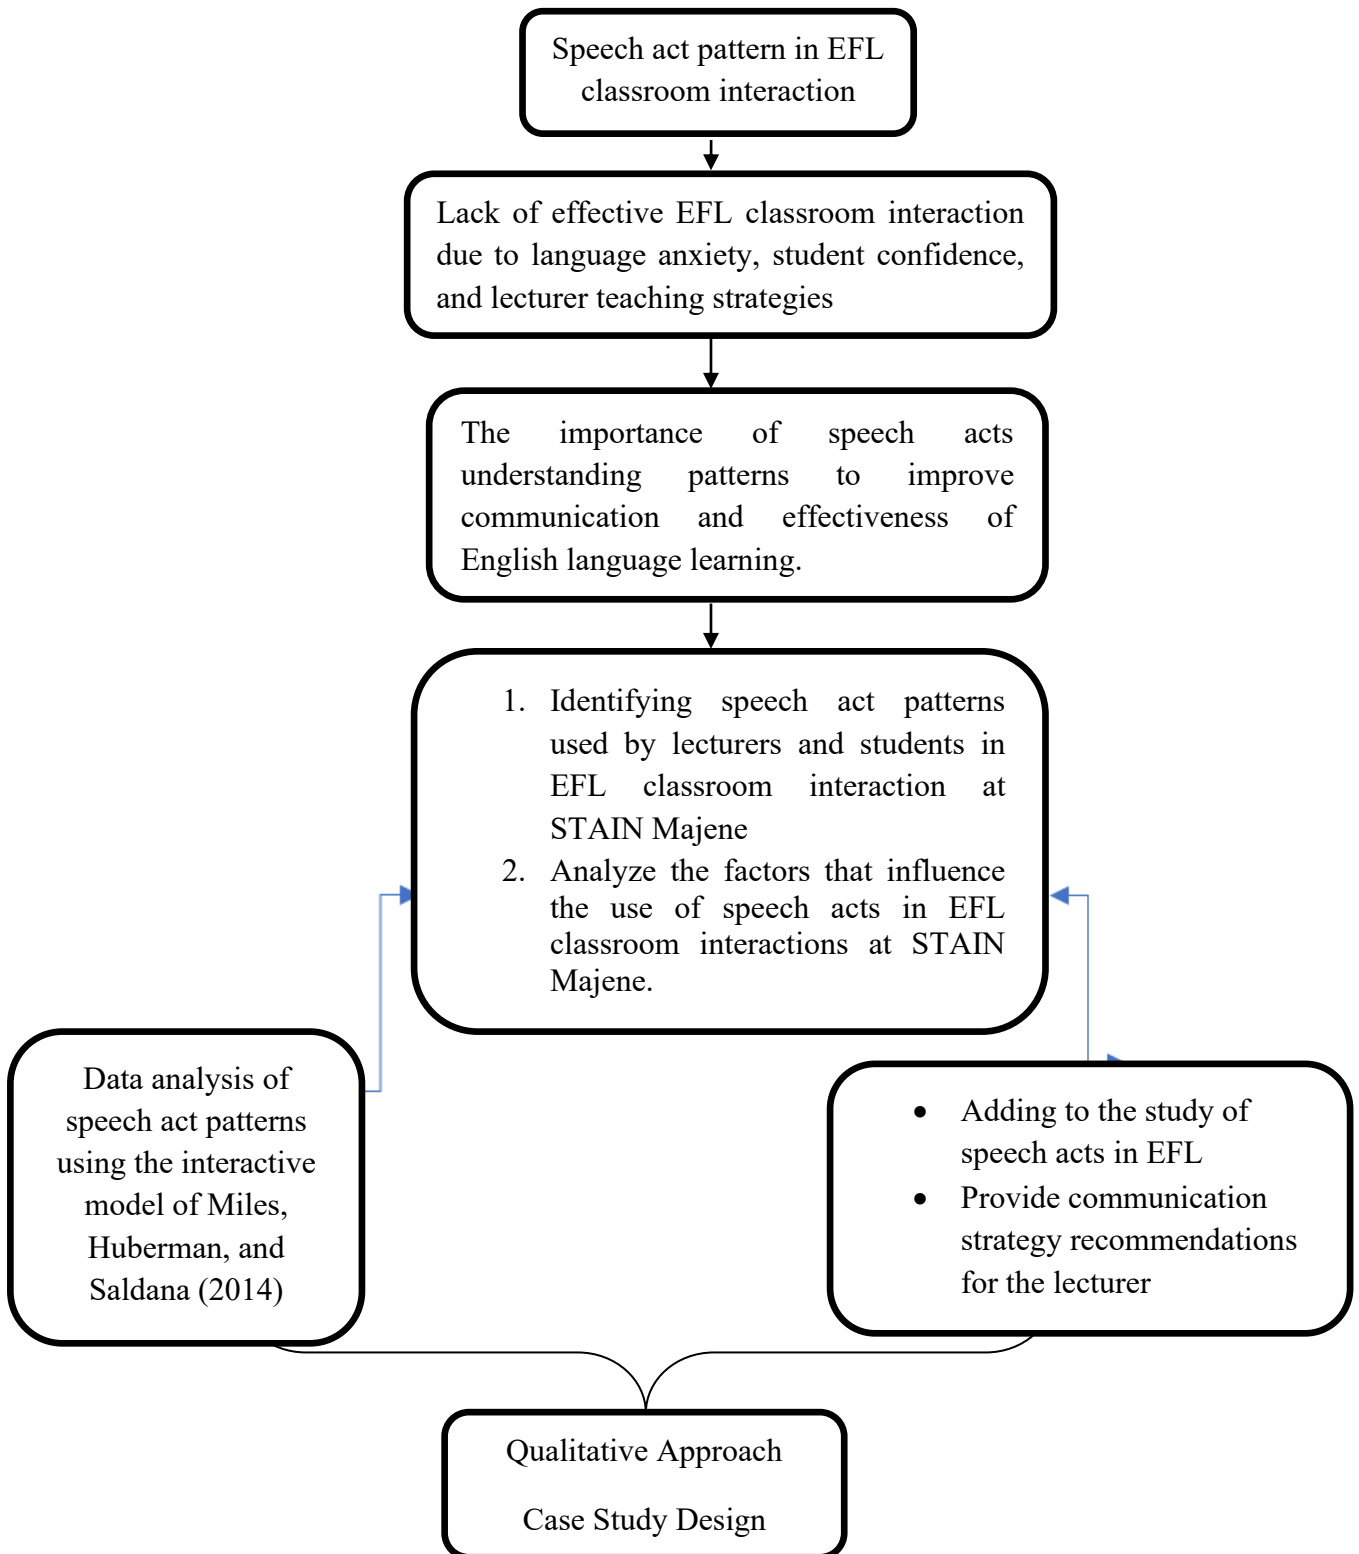 Speech act pattern in EFL
classroom interaction
Lack of effective EFL classroom interaction
due to language anxiety, student confidence,
and lecturer teaching strategies
The importance of speech acts
understanding patterns to improve
communication and effectiveness of
English language learning.
1. Identifying speech act patterns
used by lecturers and students in
EFL classroom interaction at
STAIN Majene
2. Analyze the factors that influence
the use of speech acts in EFL
classroom interactions at STAIN
Majene.
Data analysis of
speech act patterns
using the interactive
model of Miles,
Huberman, and
Saldana (2014)
• Adding to the study of
speech acts in EFL
• Provide communication
strategy recommendations
for the lecturer
Qualitative Approach
Case Study Design